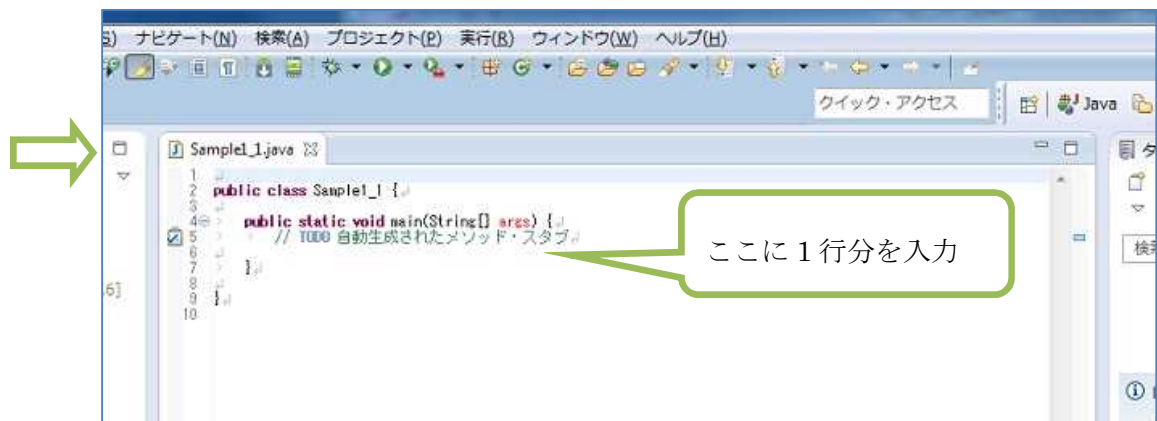 ナビゲート(N) 検索(A) プロジェクト(P) 実行(R) ウィンドウ(W) ヘルプ(H)
クイック・アクセス
Java
Sample1_1.java
1
2 public class Sample1_1 {
3
4 public static void main(String[] args) {
5 // TODO 自動生成されたメソッド・スタブ
6
7 }
8
9 }
10
ここに１行分を入力